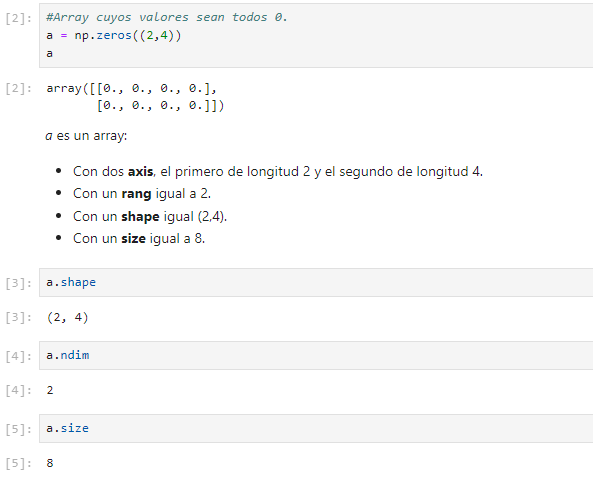 [2]: #Array cuyos valores sean todos 0.
a = np.zeros((2,4))
a
[2]: array([[0., 0., 0., 0.],
[0., 0., 0., 0.]])
a es un array:
• Con dos axis, el primero de longitud 2 y el segundo de longitud 4.
• Con un rang igual a 2.
• Con un shape igual (2,4).
• Con un size igual a 8.
[3]: a.shape
[3]: (2, 4)
[4]: a.ndim
[4]: 2
[5]: a.size
[5]: 8